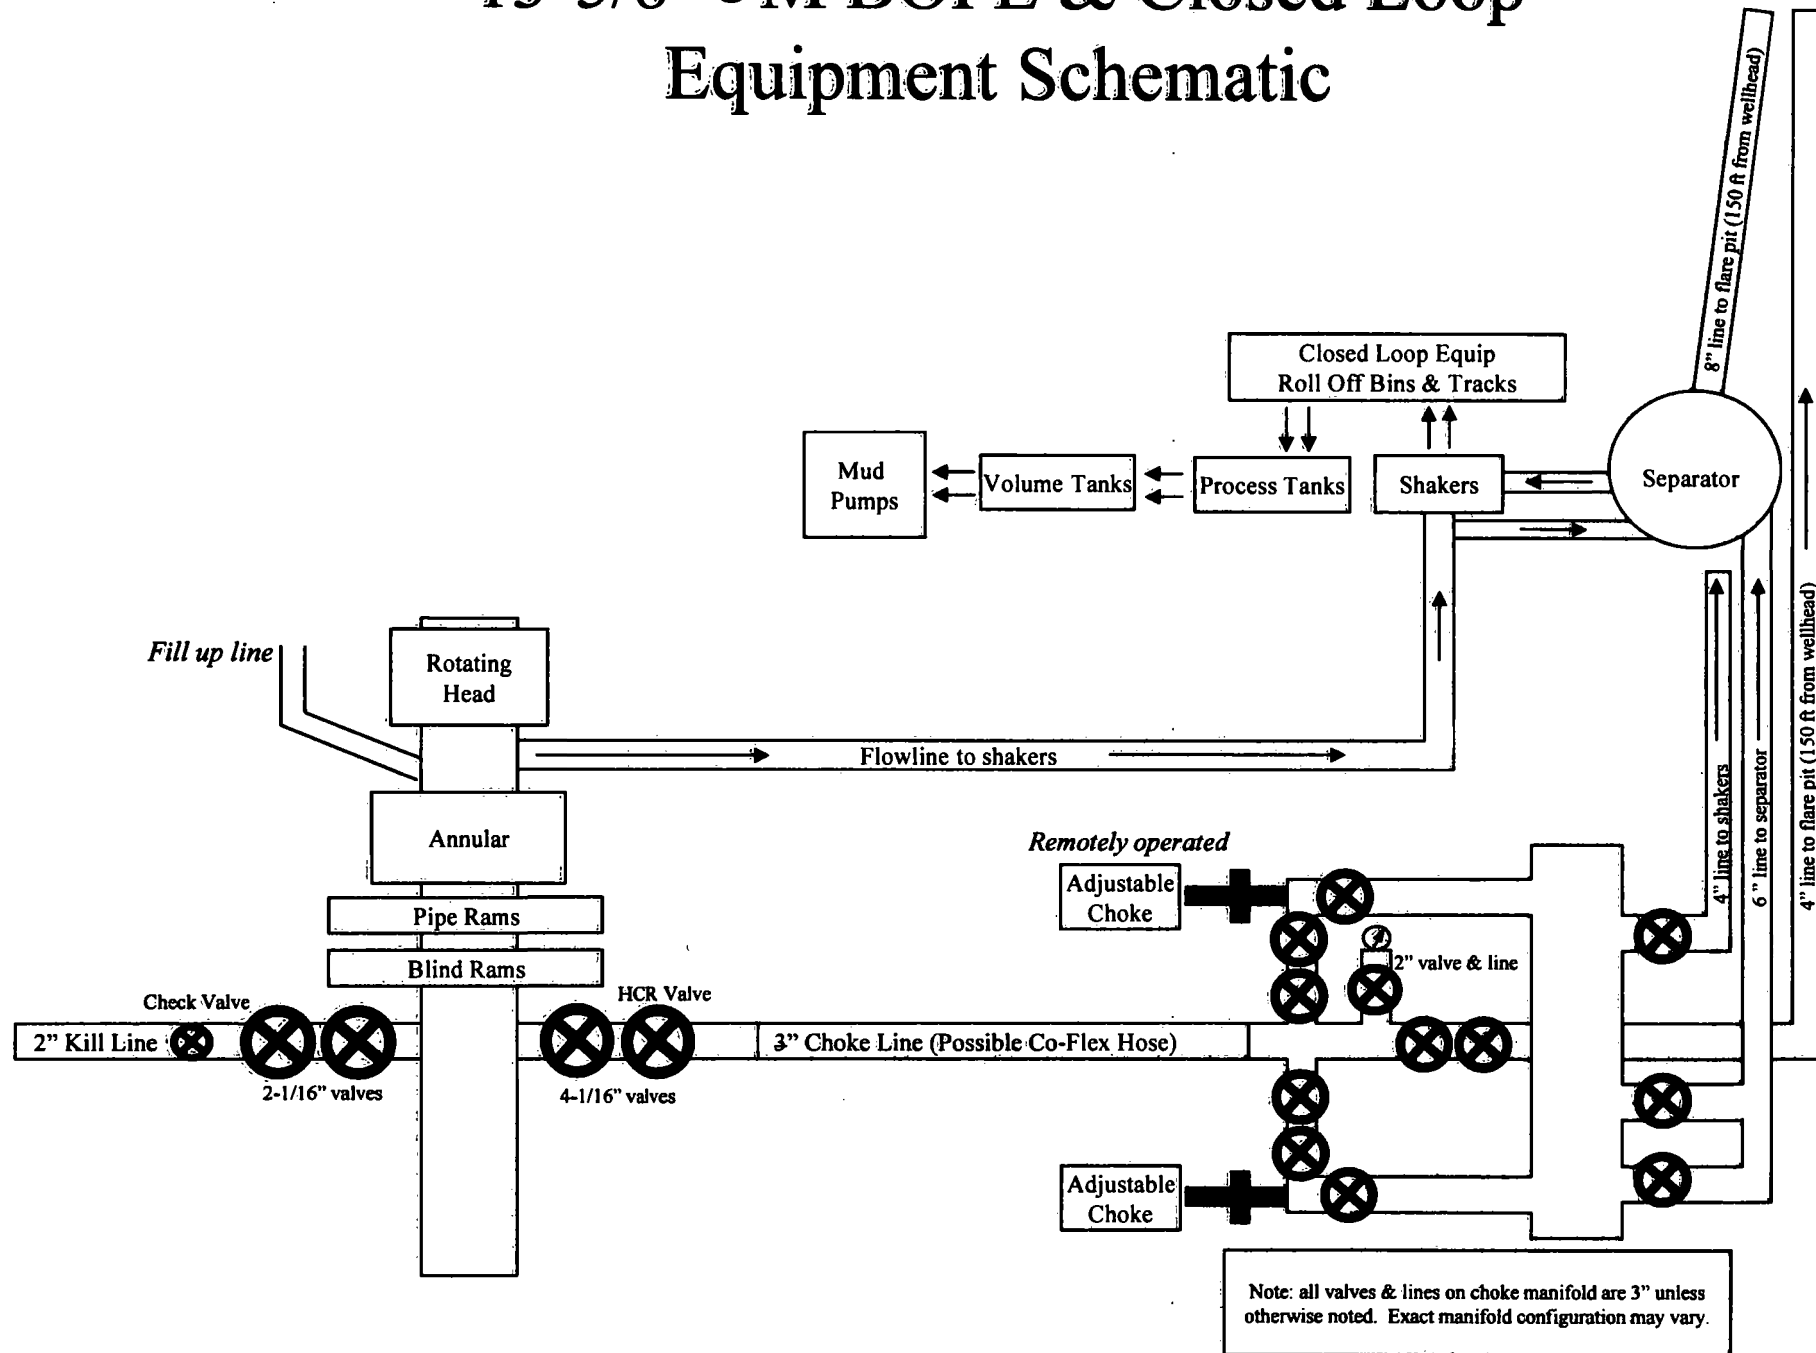 BOPE & Closed Loop
Equipment Schematic
8” line to flare pit (150 ft from wellhead)
Closed Loop Equip
Roll Off Bins & Tracks
Mud
Pumps
Volume Tanks
Process Tanks
Shakers
Separator
Fill up line
Rotating
Head
Flowline to shakers
Annular
Pipe Rams
Blind Rams
Check Valve
HCR Valve
2” Kill Line
3” Choke Line (Possible Co-Flex Hose)
2-1/16” valves
4-1/16” valves
Remotely operated
Adjustable
Choke
2” valve & line
Adjustable
Choke
4” line to shakers
6 ” line to separator
4” line to flare pit (150 ft from wellhead)
Note: all valves & lines on choke manifold are 3” unless
otherwise noted. Exact manifold configuration may vary.